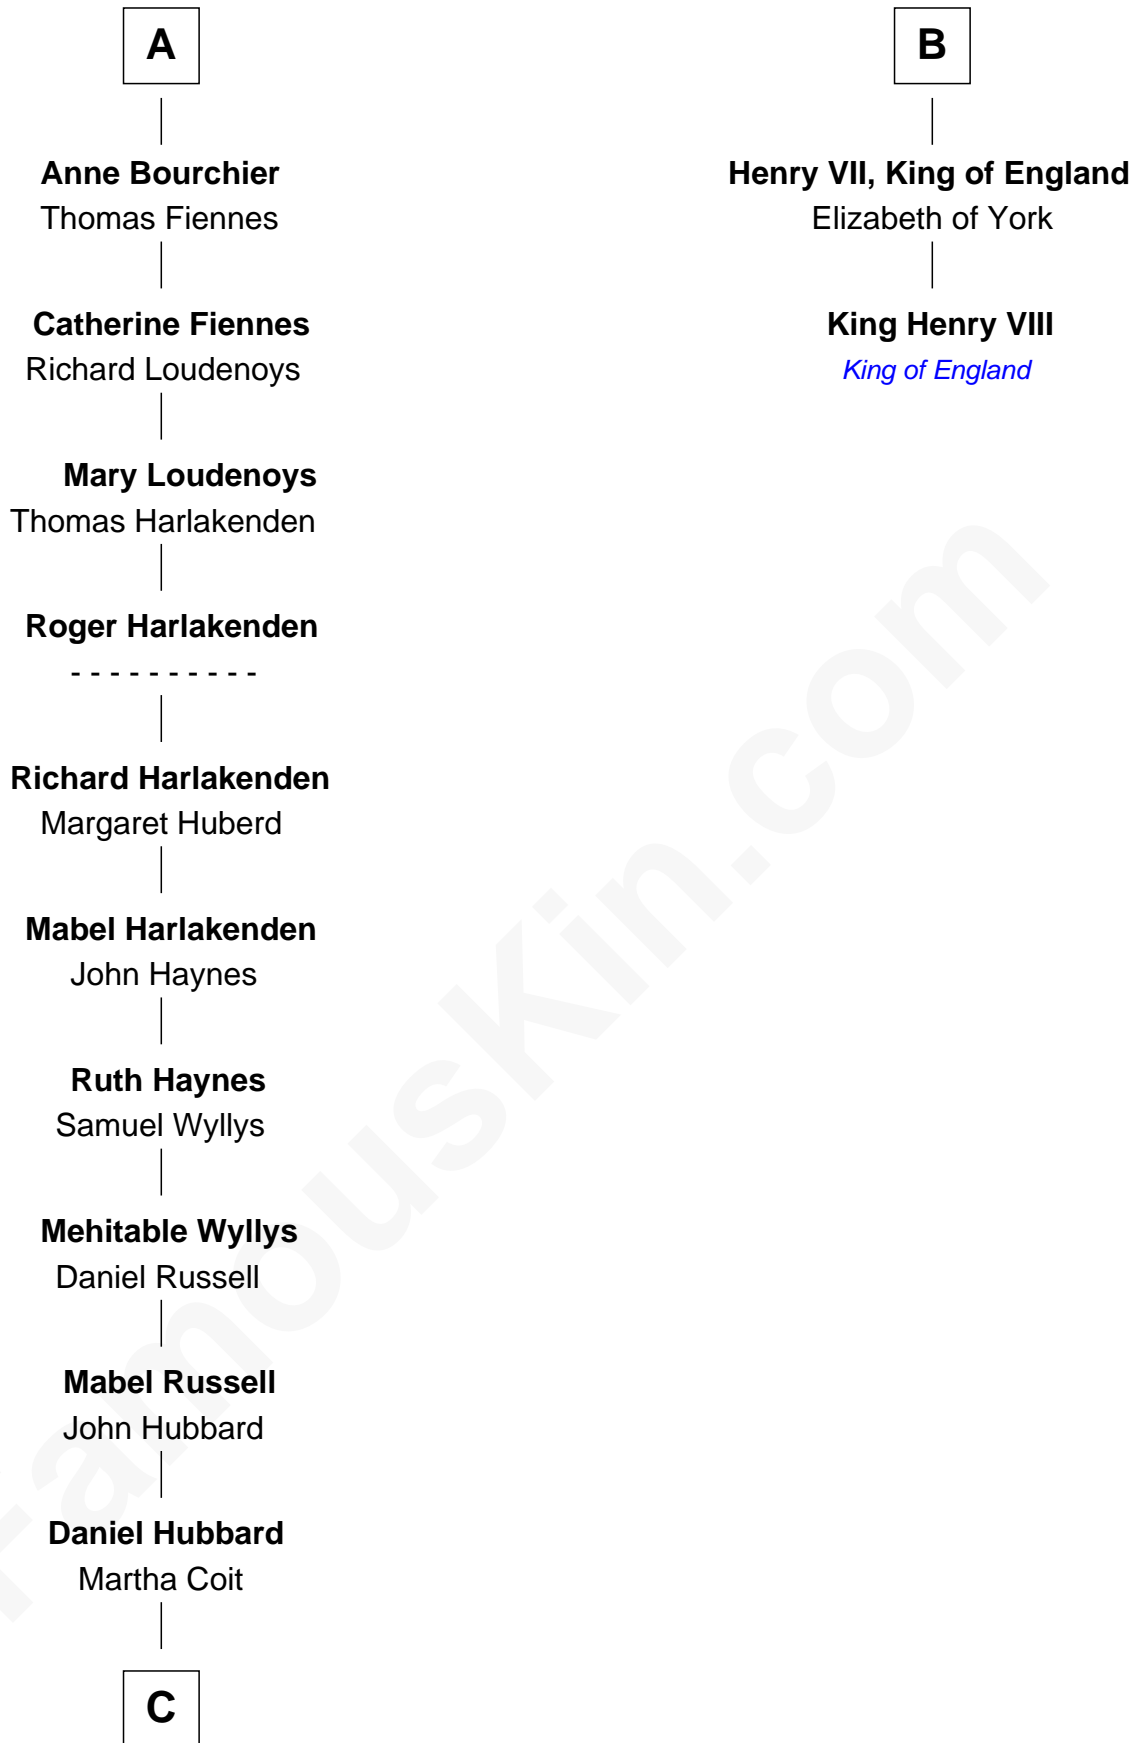 A
Anne Bourchier
Thomas Fiennes
Catherine Fiennes
Richard Loudenoys
Mary Loudenoys
Thomas Harlakenden
Roger Harlakenden
- - - - - - - - - -
Richard Harlakenden
Margaret Huberd
Mabel Harlakenden
John Haynes
Ruth Haynes
Samuel Wyllys
Mehitable Wyllys
Daniel Russell
Mabel Russell
John Hubbard
Daniel Hubbard
Martha Coit
C
B
Henry VII, King of England
Elizabeth of York
King Henry VIII
King of England
FamousKin.com